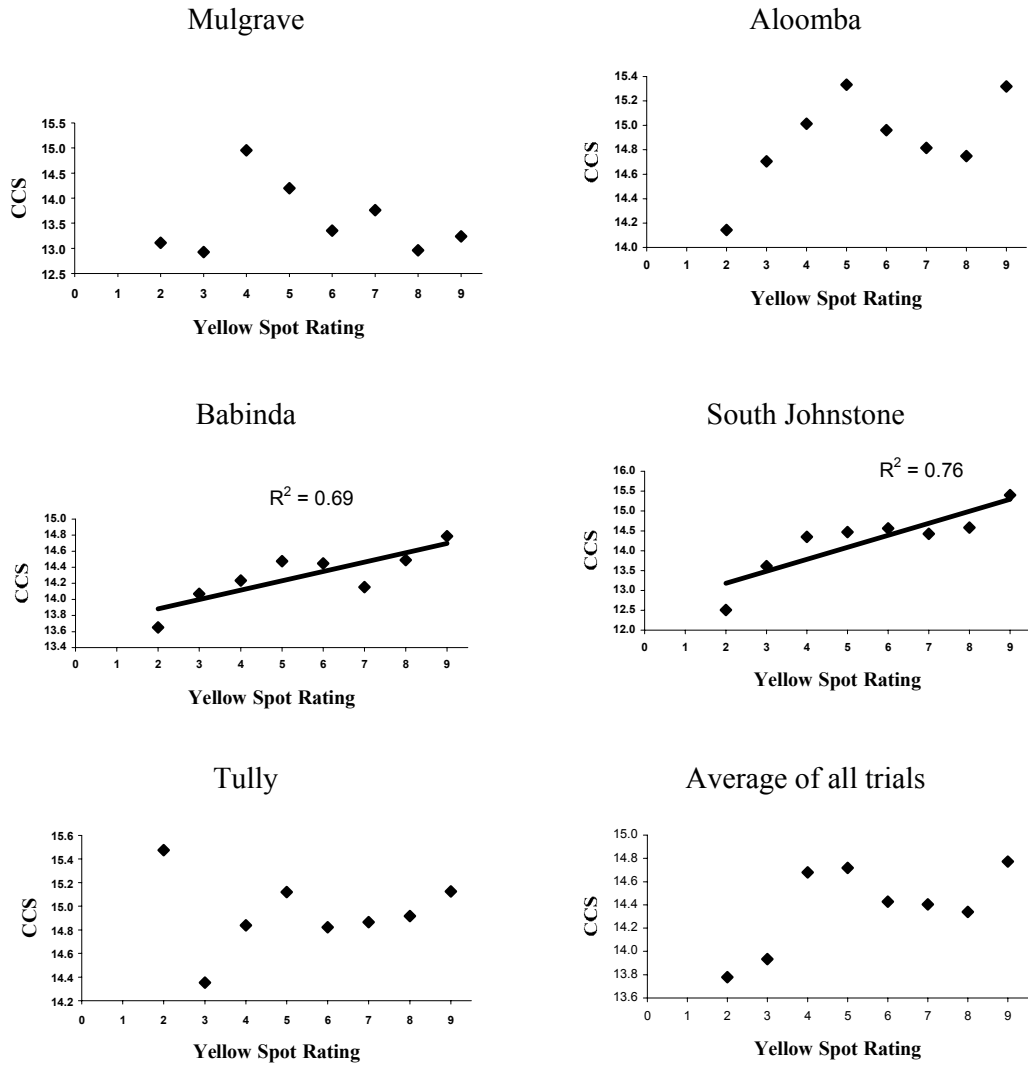 Mulgrave
15.5
15.0
14.5
14.0
13.5
13.0
12.5
CCS
0 1 2 3 4 5 6 7 8 9
Yellow Spot Rating
Aloomba
15.4
15.2
15.0
14.8
14.6
14.4
14.2
14.0
CCS
0 1 2 3 4 5 6 7 8 9
Yellow Spot Rating
Babinda
R² = 0.69
15.0
14.8
14.6
14.4
14.2
14.0
13.8
13.6
13.4
CCS
0 1 2 3 4 5 6 7 8 9
Yellow Spot Rating
South Johnstone
R² = 0.76
16.0
15.5
15.0
14.5
14.0
13.5
13.0
12.5
12.0
CCS
0 1 2 3 4 5 6 7 8 9
Yellow Spot Rating
Tully
15.6
15.4
15.2
15.0
14.8
14.6
14.4
14.2
CCS
0 1 2 3 4 5 6 7 8 9
Yellow Spot Rating
Average of all trials
15.0
14.8
14.6
14.4
14.2
14.0
13.8
13.6
CCS
0 1 2 3 4 5 6 7 8 9
Yellow Spot Rating